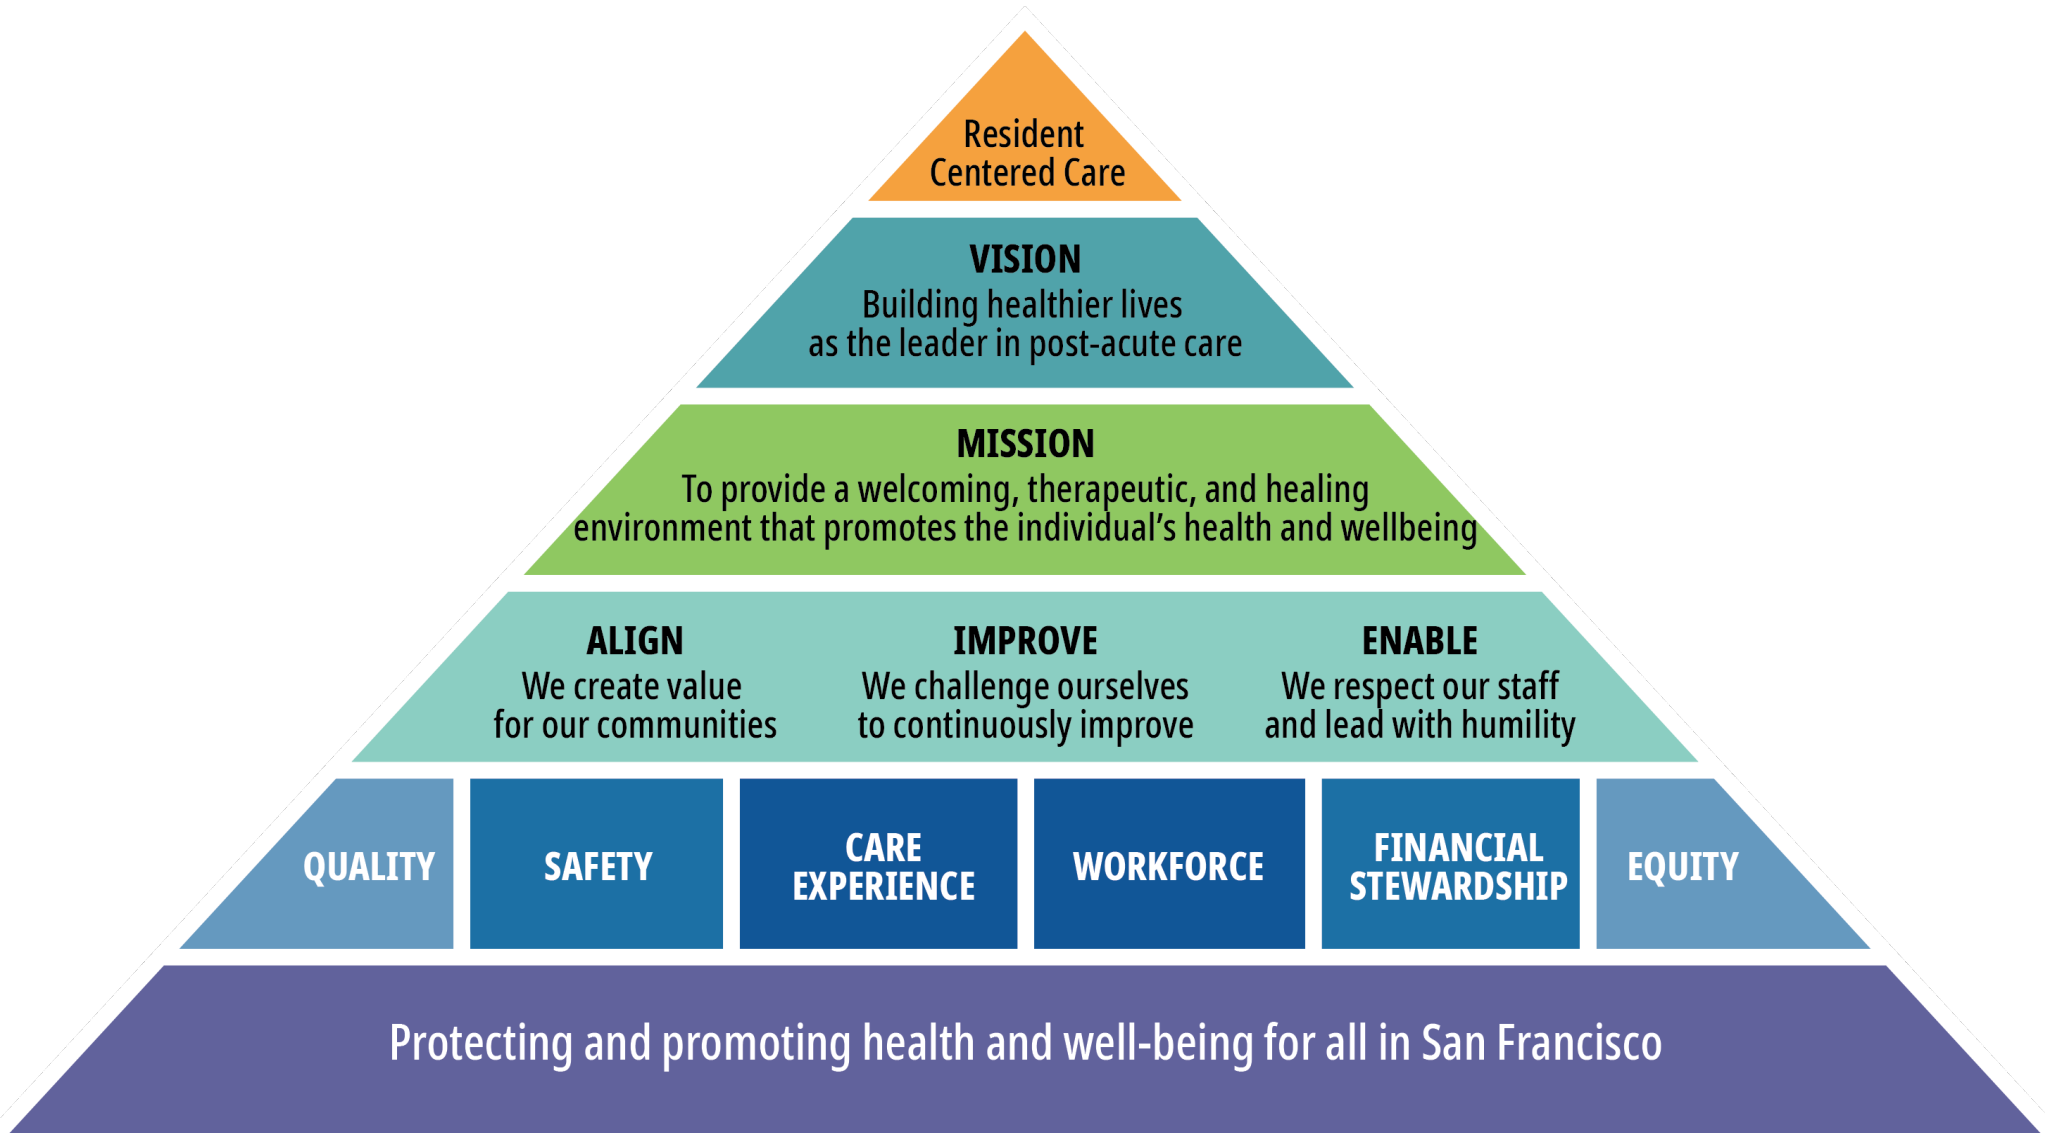 Resident
Centered Care
VISION
Building healthier lives
as the leader in post-acute care
MISSION
To provide a welcoming, therapeutic, and healing
environment that promotes the individual’s health and wellbeing
ALIGN
We create value
for our communities
IMPROVE
We challenge ourselves
to continuously improve
ENABLE
We respect our staff
and lead with humility
QUALITY
SAFETY
CARE
EXPERIENCE
WORKFORCE
FINANCIAL
STEWARDSHIP
EQUITY
Protecting and promoting health and well-being for all in San Francisco